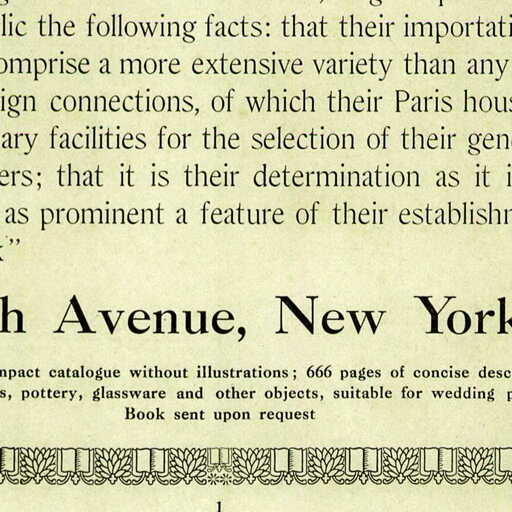 lic the following facts: that their importati
omprise a more extensive variety than any
ign connections, of which their Paris hous
ary facilities for the selection of their gene
ers; that it is their determination as it i
as prominent a feature of their establishm
k”
h Avenue, New York
mpact catalogue without illustrations; 666 pages of concise desc
s, pottery, glassware and other objects, suitable for wedding p
Book sent upon request
1